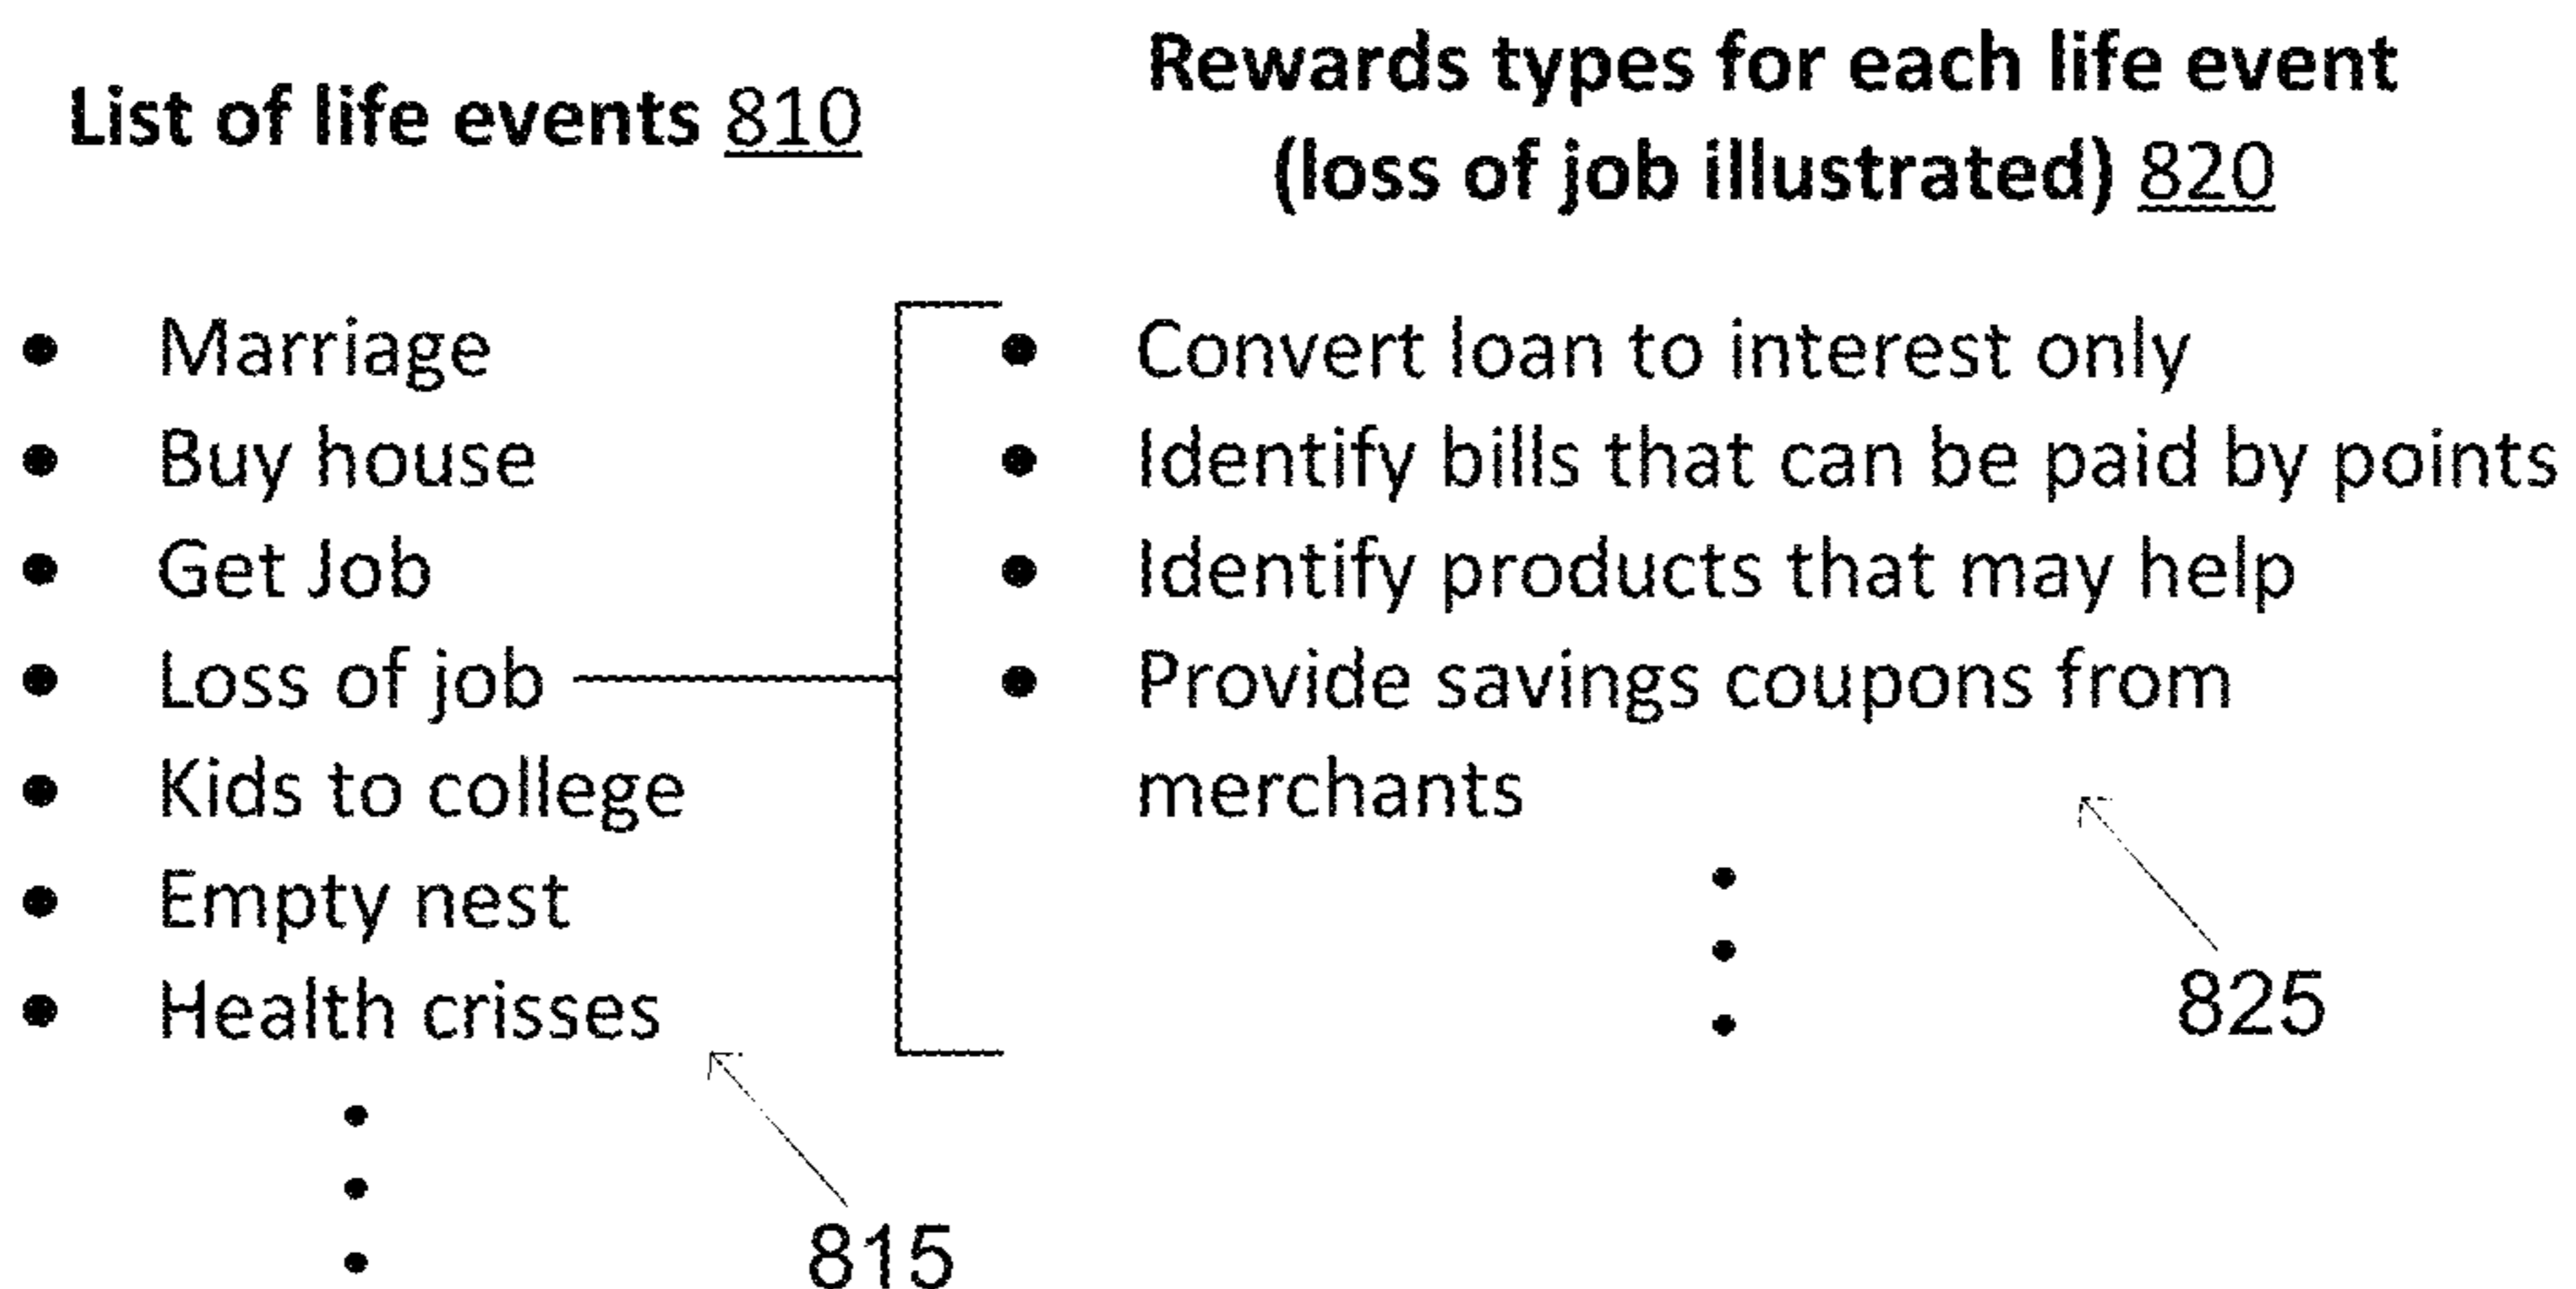 List of life events 810
Rewards types for each life event
(loss of job illustrated) 820
• Marriage
• Buy house
• Get Job
• Loss of job
• Kids to college
• Empty nest
• Health crisses
815
• Convert loan to interest only
• Identify bills that can be paid by points
• Identify products that may help
• Provide savings coupons from
merchants
825